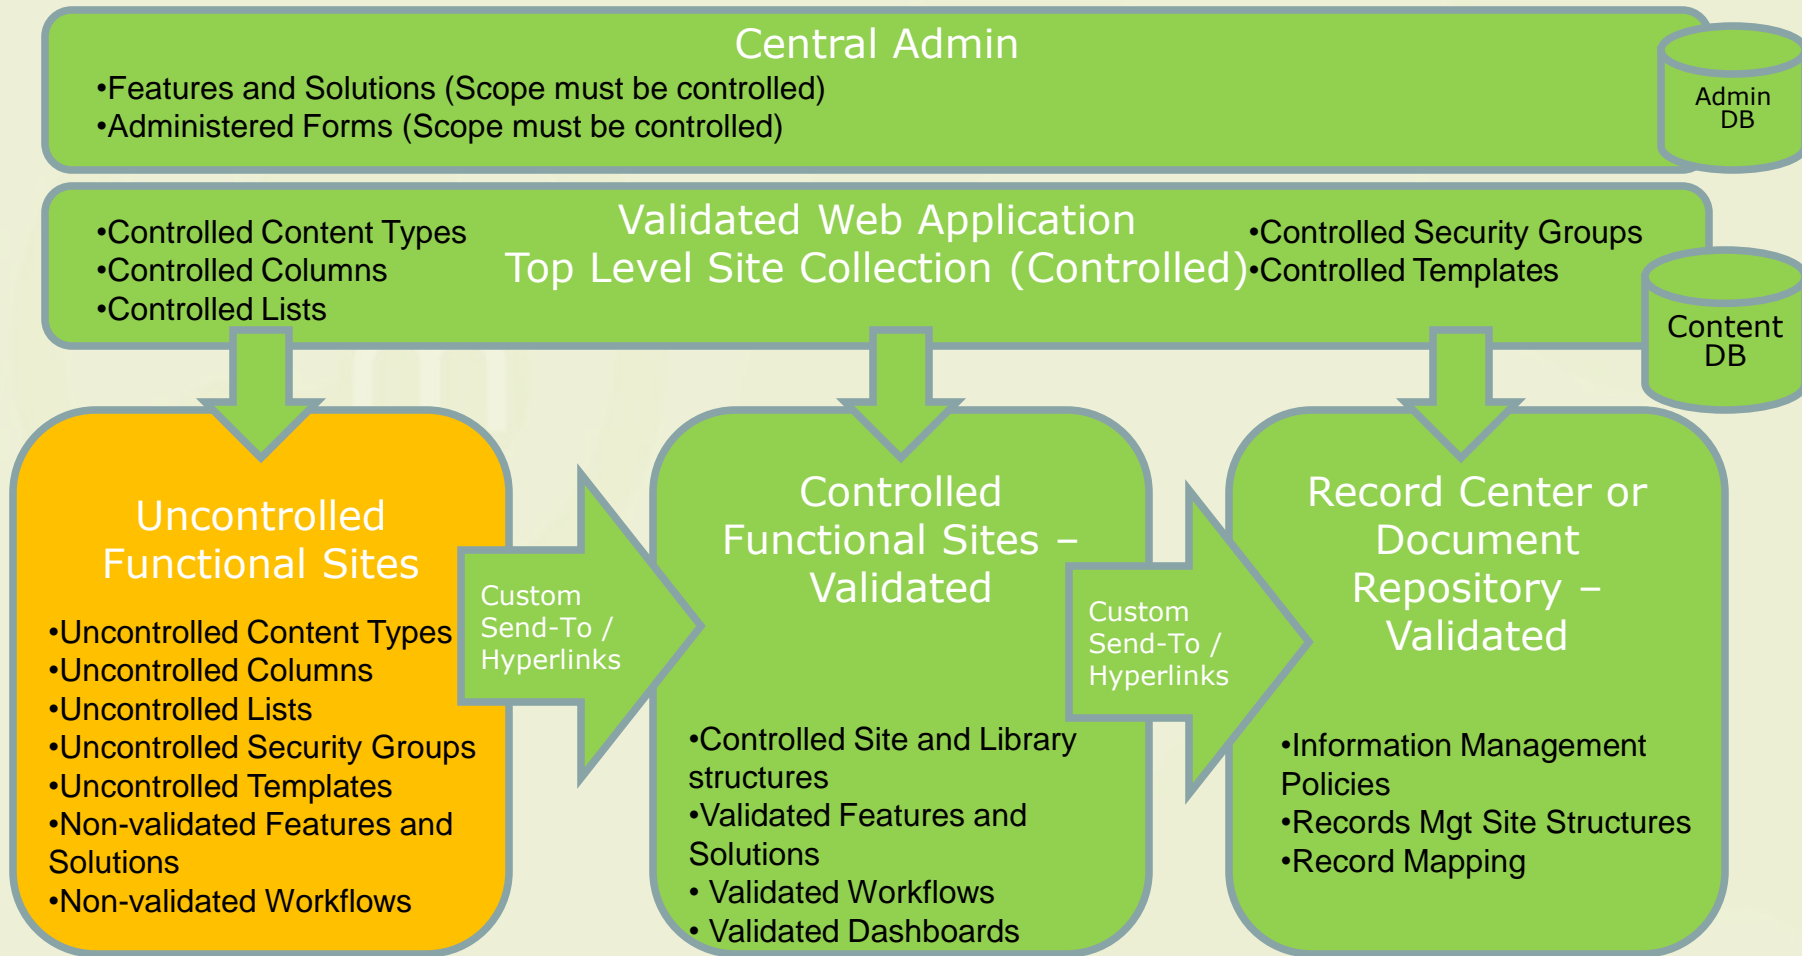 Central Admin
•Features and Solutions (Scope must be controlled)
•Administered Forms (Scope must be controlled)
Admin
DB
Validated Web Application
Top Level Site Collection (Controlled)
•Controlled Content Types
•Controlled Columns
•Controlled Lists
•Controlled Security Groups
•Controlled Templates
Content
DB
Uncontrolled
Functional Sites
•Uncontrolled Content Types
•Uncontrolled Columns
•Uncontrolled Lists
•Uncontrolled Security Groups
•Uncontrolled Templates
•Non-validated Features and
Solutions
•Non-validated Workflows
Custom
Send-To /
Hyperlinks
Controlled
Functional Sites –
Validated
•Controlled Site and Library
structures
•Validated Features and
Solutions
• Validated Workflows
• Validated Dashboards
Custom
Send-To /
Hyperlinks
Record Center or
Document
Repository –
Validated
•Information Management
Policies
•Records Mgt Site Structures
•Record Mapping